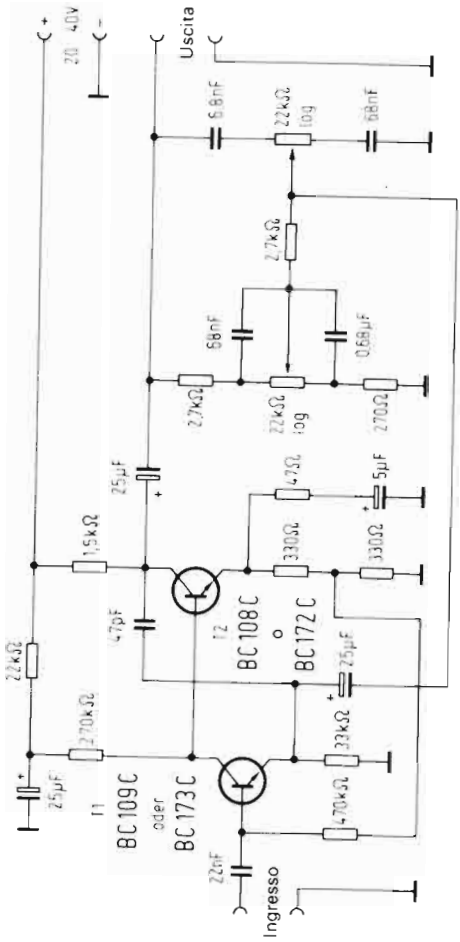 +
20 40V
-
22kΩ
25µF
+
270kΩ
1,5kΩ
T1
BC109C
oder
BC173C
47pF
25µF
+
T2
BC108C
o
BC172C
22nF
Ingresso
470kΩ
33kΩ
+
25µF
330Ω
330Ω
47Ω
+
5µF
2,7kΩ
22kΩ
log
270Ω
68nF
0,68µF
2,7kΩ
6,8nF
22kΩ
log
68nF
Uscita